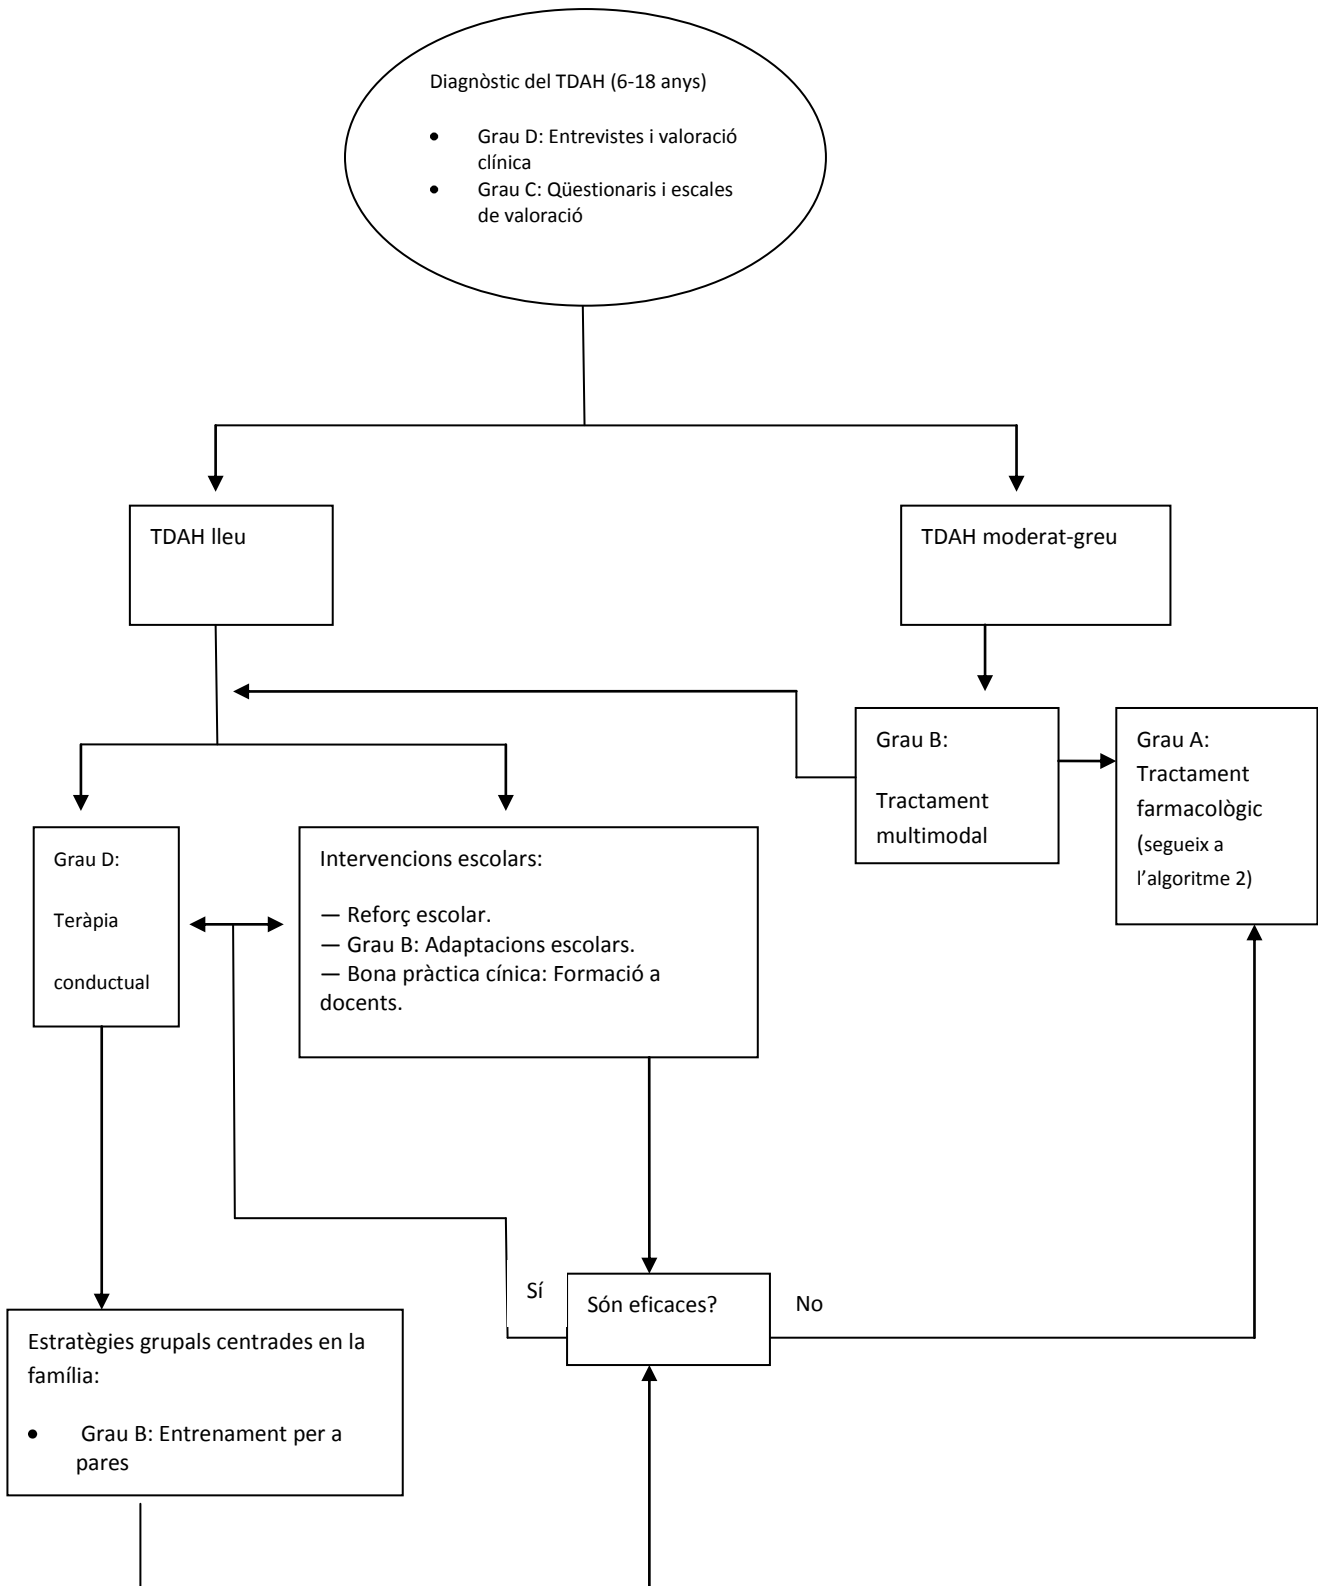 Diagnòstic del TDAH (6-18 anys)
• Grau D: Entrevistes i valoració
clínica
• Grau C: Qüestionaris i escales
de valoració
TDAH lleu
TDAH moderat-greu
Grau B:
Tractament
multimodal
Grau A:
Tractament
farmacològic
(segueix a
l’algoritme 2)
Grau D:
Teràpia
conductual
Intervencions escolars:
— Reforç escolar.
— Grau B: Adaptacions escolars.
— Bona pràctica cínica: Formació a
docents.
Sí
Són eficaces?
No
Estratègies grupals centrades en la
família:
• Grau B: Entrenament per a
pares